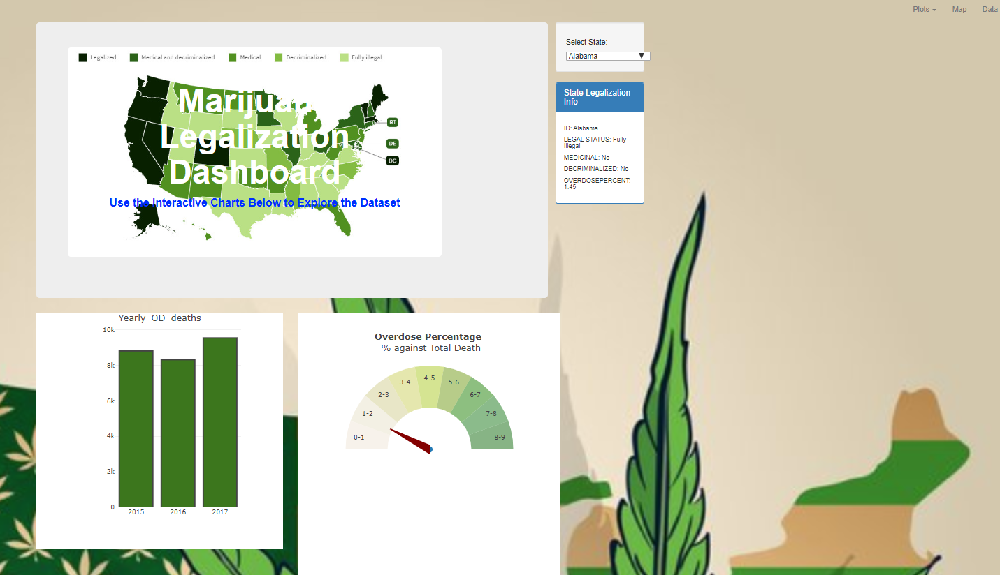 Plots Map Data
Legalized Medical and decriminalized Medical Decriminalized Fully illegal
Marijuana
Legalization
Dashboard
Use the Interactive Charts Below to Explore the Dataset
RI
DE
DC
Select State:
Alabama
State Legalization
Info
ID: Alabama
LEGAL STATUS: Fully
Illegal
MEDICINAL: No
DECRIMINALIZED: No
OVERDOSEPERCENT:
1.45
Yearly_OD_deaths
10k
8k
6k
4k
2k
0
2015 2016 2017
Overdose Percentage
% against Total Death
0-1
1-2
2-3
3-4
4-5
5-6
6-7
7-8
8-9